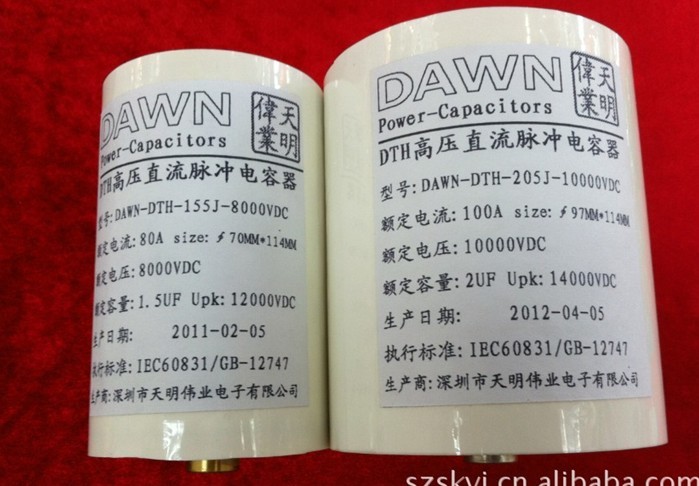 DAWN
Power-Capacitors
天明
偉業
DTH高压直流脉冲电容器
型号: DAWN-DTH-155J-8000VDC
额定电流: 80A size: ∮70MM*114MM
额定电压: 8000VDC
额定容量: 1.5UF Upk: 12000VDC
生产日期: 2011-02-05
执行标准: IEC60831/GB-12747
生产商: 深圳市天明伟业电子有限公司
DAWN
Power-Capacitors
天明
偉業
DTH高压直流脉冲电容器
型号: DAWN-DTH-205J-10000VDC
额定电流: 100A size: ∮97MM*114MM
额定电压: 10000VDC
额定容量: 2UF Upk: 14000VDC
生产日期: 2012-04-05
执行标准: IEC60831/GB-12747
生产商: 深圳市天明伟业电子有限公司
szskyi.cn.alibaba.com